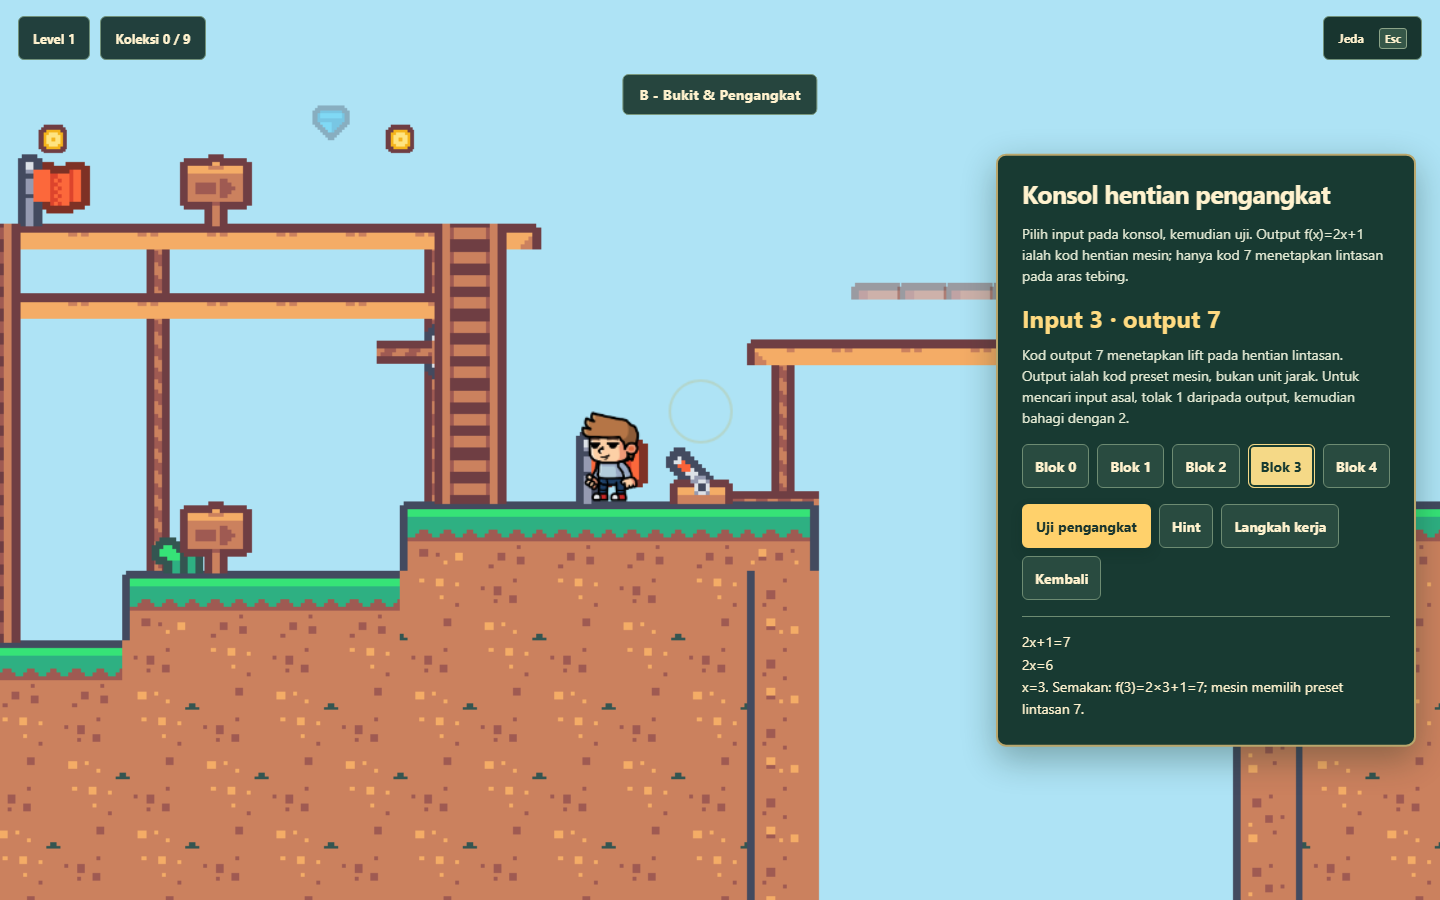 Level 1
Koleksi 0 / 9
Jeda Esc
B - Bukit & Pengangkat
Konsol hentian pengangkat
Pilih input pada konsol, kemudian uji. Output f(x)=2x+1
ialah kod hentian mesin; hanya kod 7 menetapkan lintasan
pada aras tebing.
Input 3 · output 7
Kod output 7 menetapkan lift pada hentian lintasan.
Output ialah kod preset mesin, bukan unit jarak. Untuk
mencari input asal, tolak 1 daripada output, kemudian
bahagi dengan 2.
Blok 0 Blok 1 Blok 2 Blok 3 Blok 4
Uji pengangkat Hint Langkah kerja
Kembali
2x+1=7
2x=6
x=3. Semakan: f(3)=2×3+1=7; mesin memilih preset
lintasan 7.